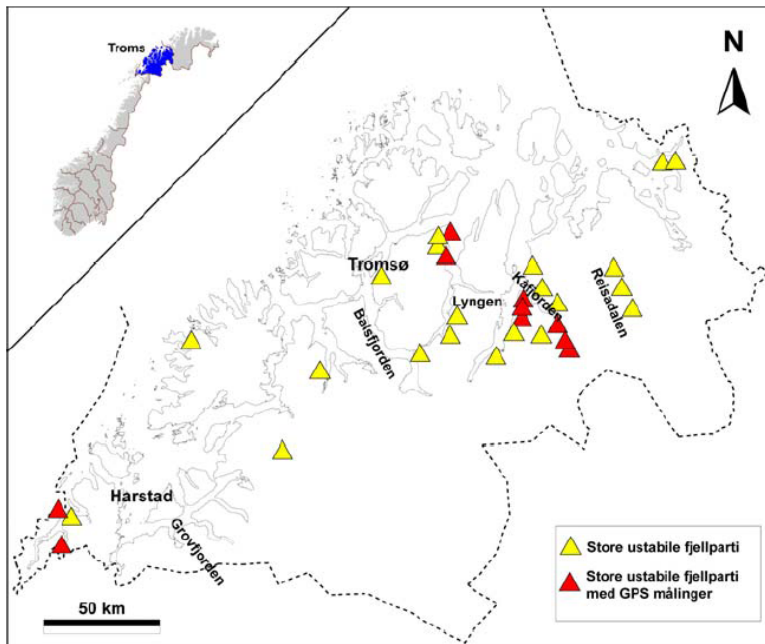 Troms
N
Tromsø
Lyngen
Kåfjorden
Reisadalen
Balsfjorden
Harstad
Grovfjorden
50 km
Store ustabile fjellparti
Store ustabile fjellparti
med GPS målinger